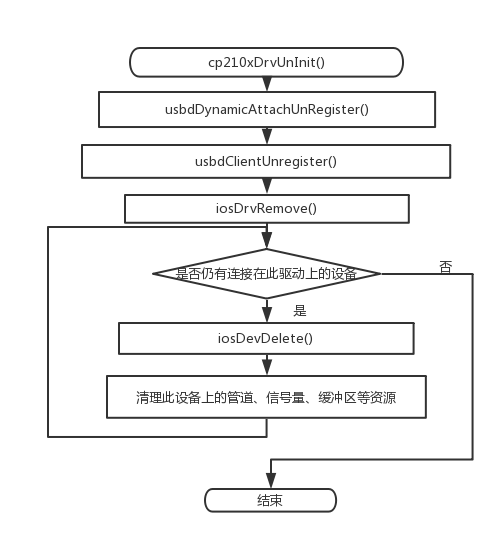 cp210xDrvUnInit()
usbdDynamicAttachUnRegister()
usbdClientUnregister()
iosDrvRemove()
是否仍有连接在此驱动上的设备
否
是
iosDevDelete()
清理此设备上的管道、信号量、缓冲区等资源
结束